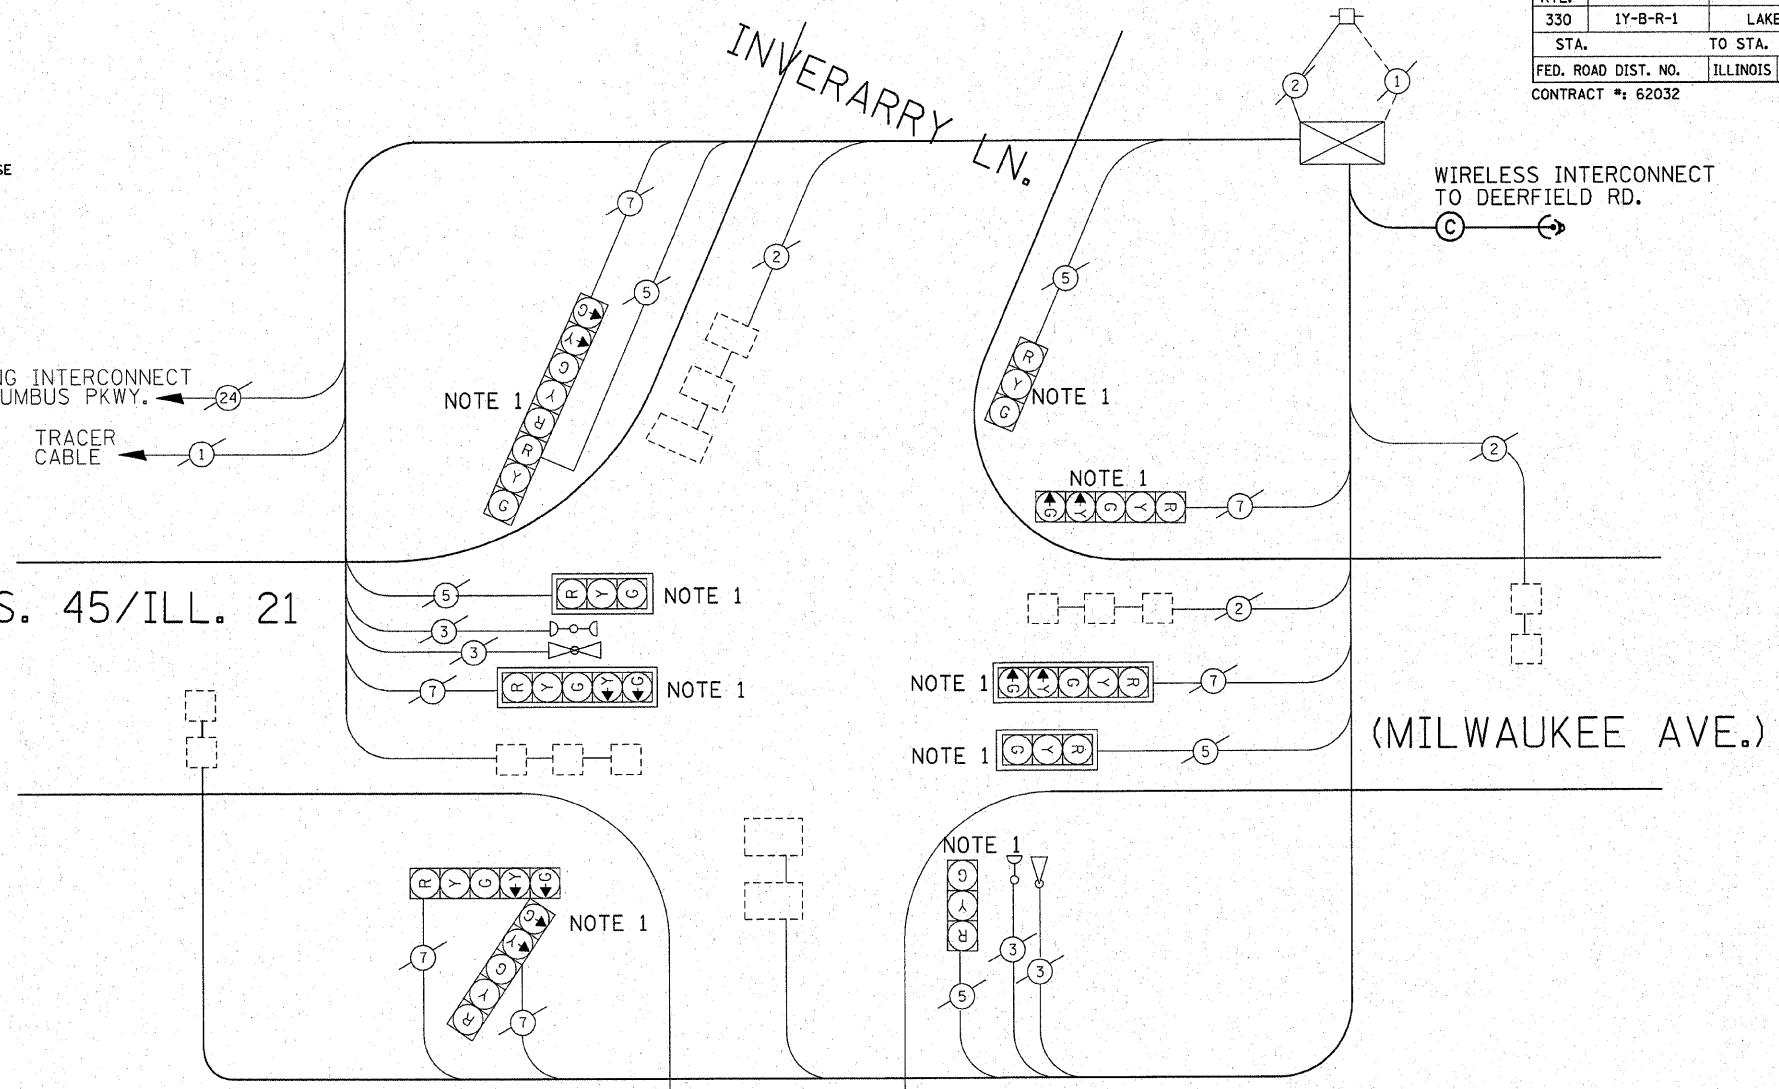 330 1Y-B-R-1 LAKE
STA. TO STA.
FED. ROAD DIST. NO. ILLINOIS
CONTRACT #: 62032
INVERARRY LN.
2 1
WIRELESS INTERCONNECT
TO DEERFIELD RD.
C
7
5
2
5
G Y G Y R R Y G
NOTE 1
R Y G
NOTE 1
INTERCONNECT
PKWY.
24
TRACER
CABLE
1
2
NOTE 1
G Y G Y R
7
S. 45/ILL. 21
5
R Y G
NOTE 1
3
3
7
R Y G Y G
NOTE 1
2
NOTE 1
G Y G Y R
7
NOTE 1
G Y R
5
(MILWAUKEE AVE.)
R Y G Y G
G Y G Y R
NOTE 1
7
7
NOTE 1
G Y R
5
3
3